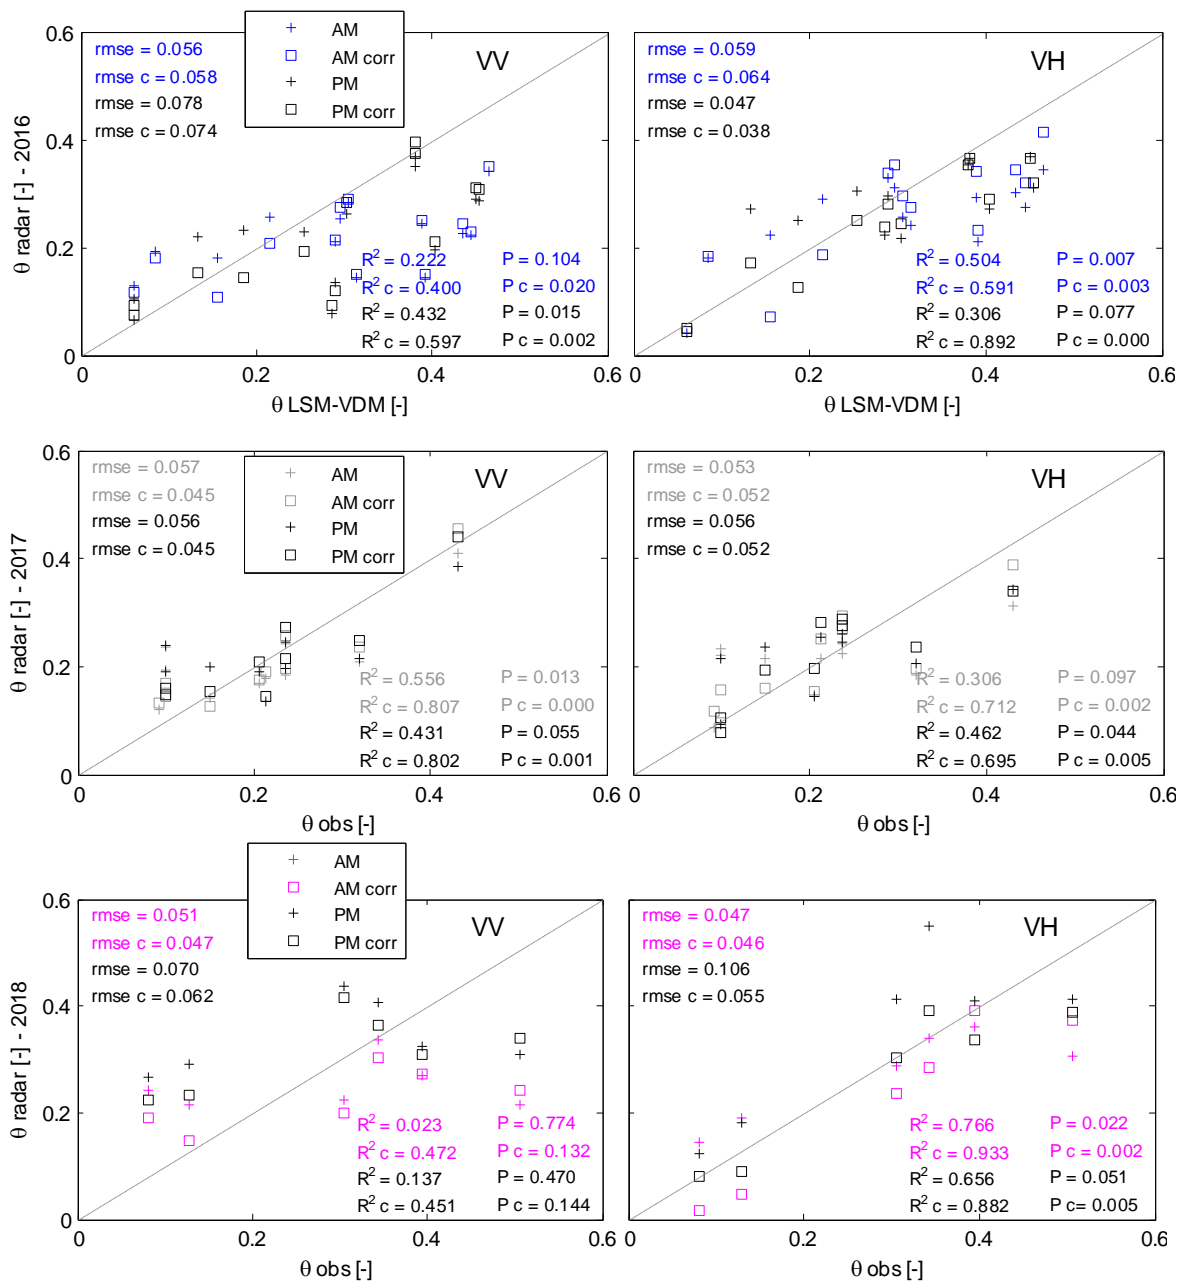 AM
AM corr
PM
PM corr
VV
rmse = 0.056
rmse c = 0.058
rmse = 0.078
rmse c = 0.074
R² = 0.222 P = 0.104
R² c = 0.400 P c = 0.020
R² = 0.432 P = 0.015
R² c = 0.597 P c = 0.002
0.6
0.4
0.2
0
0 0.2 0.4 0.6
θ radar [-] - 2016
θ LSM-VDM [-]
VH
rmse = 0.059
rmse c = 0.064
rmse = 0.047
rmse c = 0.038
R² = 0.504 P = 0.007
R² c = 0.591 P c = 0.003
R² = 0.306 P = 0.077
R² c = 0.892 P c = 0.000
0 0.2 0.4 0.6
θ LSM-VDM [-]
AM
AM corr
PM
PM corr
VV
rmse = 0.057
rmse c = 0.045
rmse = 0.056
rmse c = 0.045
R² = 0.556 P = 0.013
R² c = 0.807 P c = 0.000
R² = 0.431 P = 0.055
R² c = 0.802 P c = 0.001
0.6
0.4
0.2
0
0 0.2 0.4 0.6
θ radar [-] - 2017
θ obs [-]
VH
rmse = 0.053
rmse c = 0.052
rmse = 0.056
rmse c = 0.052
R² = 0.306 P = 0.097
R² c = 0.712 P c = 0.002
R² = 0.462 P = 0.044
R² c = 0.695 P c = 0.005
0 0.2 0.4 0.6
θ obs [-]
AM
AM corr
PM
PM corr
VV
rmse = 0.051
rmse c = 0.047
rmse = 0.070
rmse c = 0.062
R² = 0.023 P = 0.774
R² c = 0.472 P c = 0.132
R² = 0.137 P = 0.470
R² c = 0.451 P c = 0.144
0.6
0.4
0.2
0
0 0.2 0.4 0.6
θ radar [-] - 2018
θ obs [-]
VH
rmse = 0.047
rmse c = 0.046
rmse = 0.106
rmse c = 0.055
R² = 0.766 P = 0.022
R² c = 0.933 P c = 0.002
R² = 0.656 P = 0.051
R² c = 0.882 P c= 0.005
0 0.2 0.4 0.6
θ obs [-]